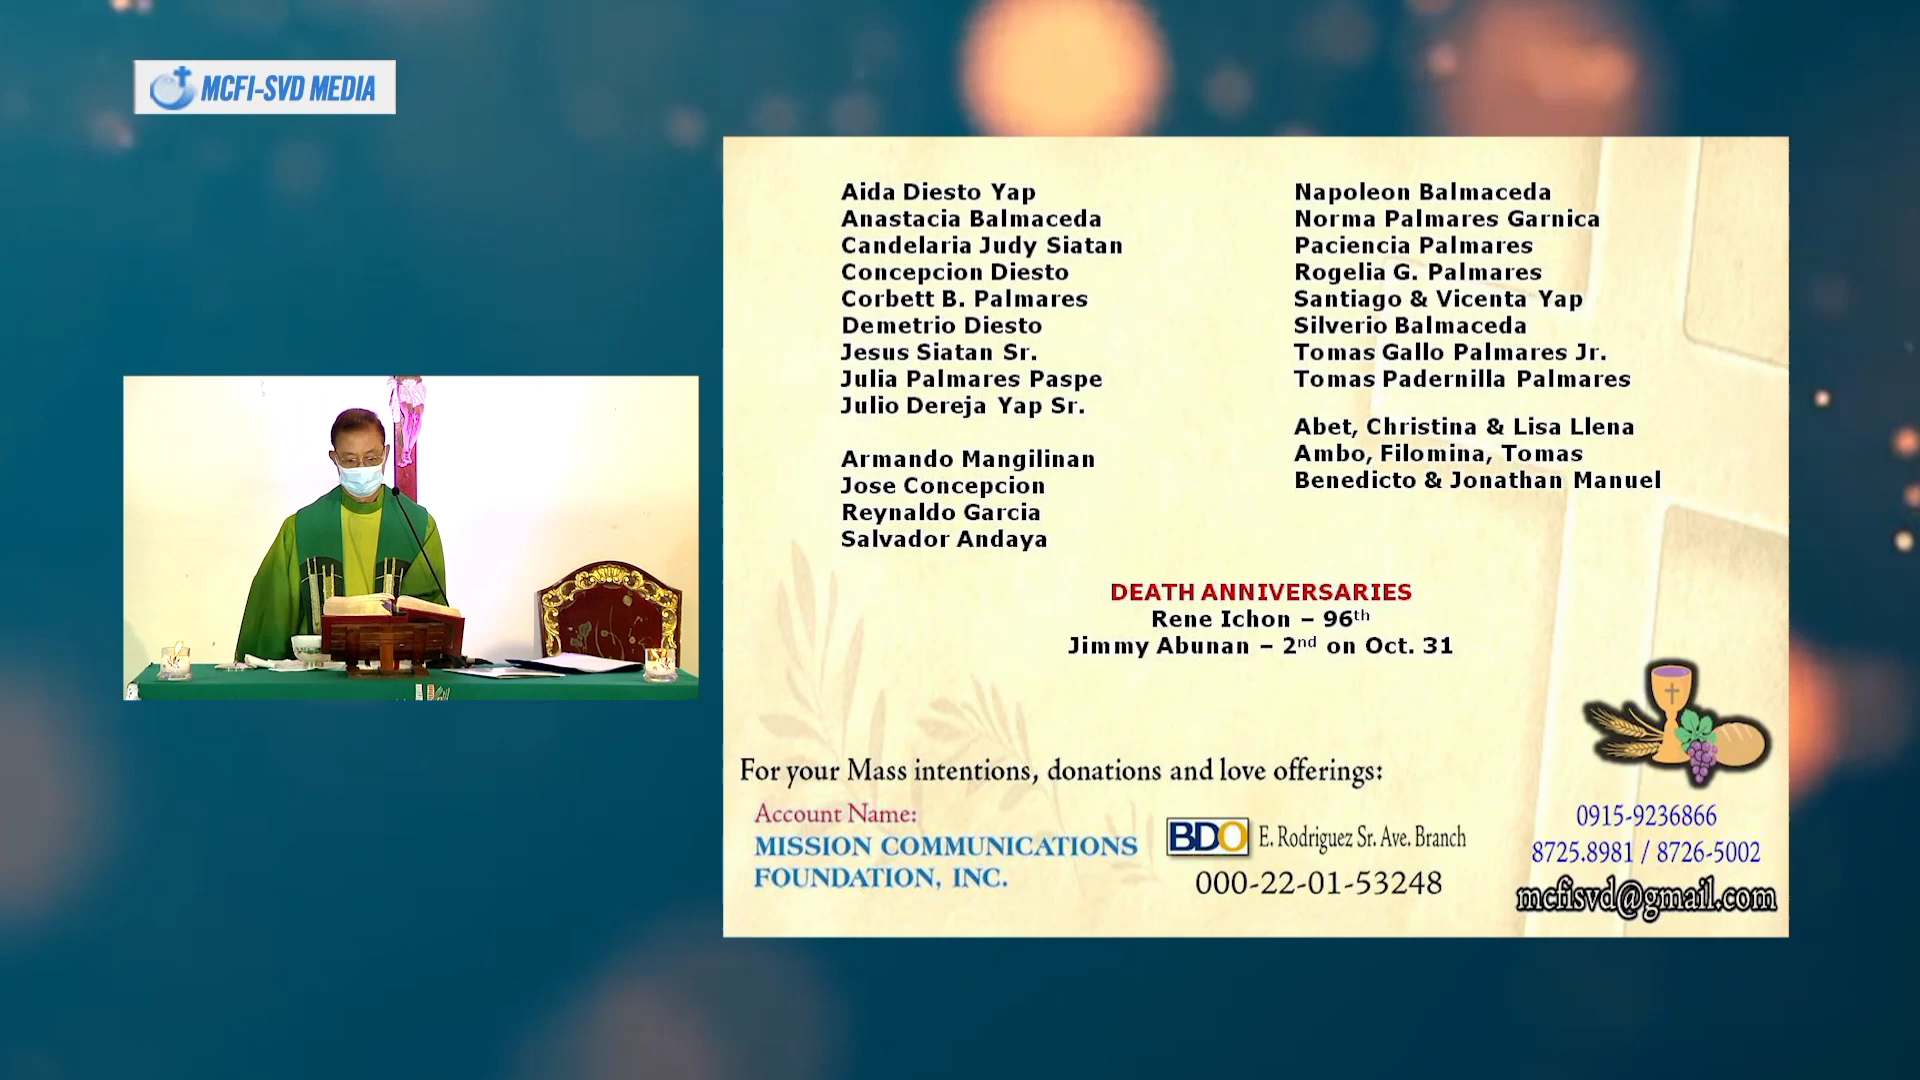 MCFI-SVD MEDIA
Aida Diesto Yap
Anastacia Balmaceda
Candelaria Judy Siatan
Concepcion Diesto
Corbett B. Palmares
Demetrio Diesto
Jesus Siatan Sr.
Julia Palmares Paspe
Julio Dereja Yap Sr.
Armando Mangilinan
Jose Concepcion
Reynaldo Garcia
Salvador Andaya
Napoleon Balmaceda
Norma Palmares Garnica
Paciencia Palmares
Rogelia G. Palmares
Santiago & Vicenta Yap
Silverio Balmaceda
Tomas Gallo Palmares Jr.
Tomas Padernilla Palmares
Abet, Christina & Lisa Llena
Ambo, Filomina, Tomas
Benedicto & Jonathan Manuel
DEATH ANNIVERSARIES
Rene Ichon – 96th
Jimmy Abunan – 2nd on Oct. 31
For your Mass intentions, donations and love offerings:
Account Name:
MISSION COMMUNICATIONS
FOUNDATION, INC.
BDO E. Rodriguez Sr. Ave. Branch
000-22-01-53248
0915-9236866
8725.8981 / 8726-5002
mcfisvd@gmail.com